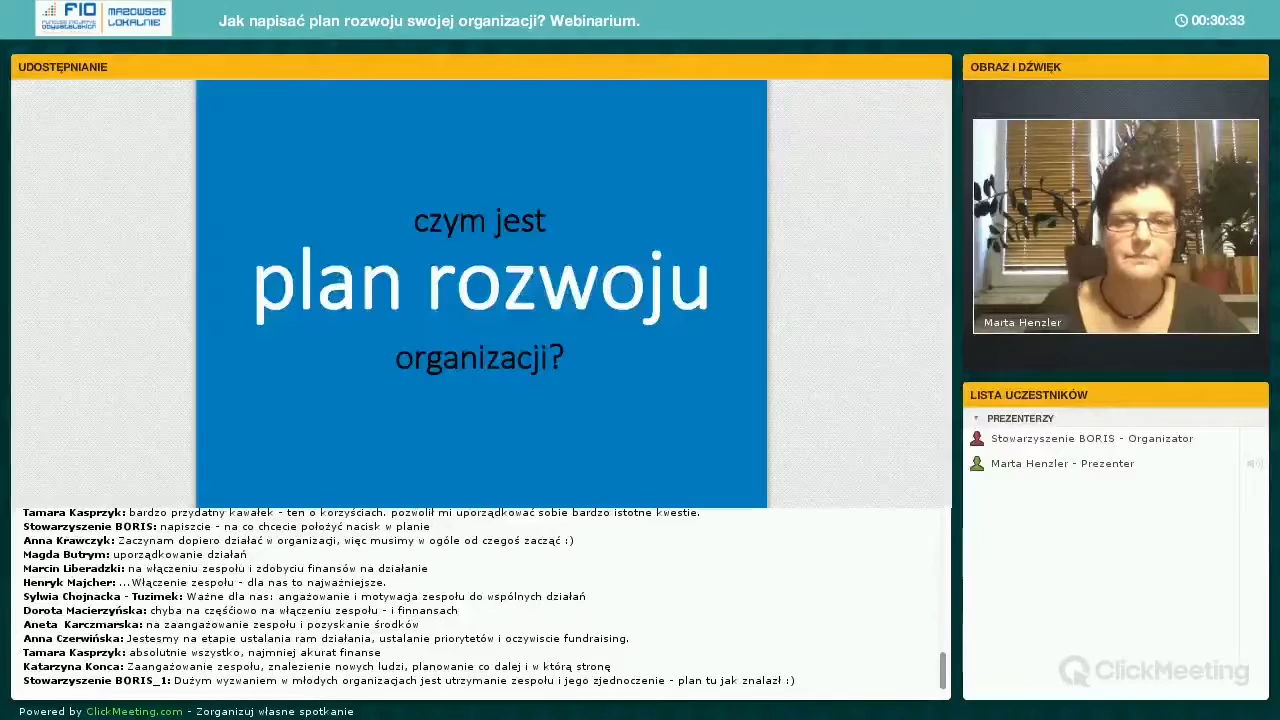 FIO
FUNDUSZ INICJATYW
OBYWATELSKICH
MAZOWSZE
LOKALNIE
Jak napisać plan rozwoju swojej organizacji? Webinarium.
00:30:33
UDOSTĘPNIANIE
czym jest
plan rozwoju
organizacji?
Tamara Kasprzyk: bardzo przydatny kawałek - ten o korzyściach. pozwolił mi uporządkować sobie bardzo istotne kwestie.
Stowarzyszenie BORIS: napiszcie - na co chcecie położyć nacisk w planie
Anna Krawczyk: Zaczynam dopiero działać w organizacji, więc musimy w ogóle od czegoś zacząć :)
Magda Butrym: uporządkowanie działań
Marcin Liberadzki: na włączeniu zespołu i zdobyciu finansów na działanie
Henryk Majcher: ...Włączenie zespołu - dla nas to najważniejsze.
Sylwia Chojnacka - Tuzimek: Ważne dla nas: angażowanie i motywacja zespołu do wspólnych działań
Dorota Macierzyńska: chyba na częśćiowo na włączeniu zespołu - i finnansach
Aneta Karczmarska: na zaangażowanie zespołu i pozyskanie środków
Anna Czerwińska: Jestesmy na etapie ustalania ram działania, ustalanie priorytetów i oczywiscie fundraising.
Tamara Kasprzyk: absolutnie wszystko, najmniej akurat finanse
Katarzyna Konca: Zaangażowanie zespołu, znalezienie nowych ludzi, planowanie co dalej i w którą stronę
Stowarzyszenie BORIS_1: Dużym wyzwaniem w młodych organizacjach jest utrzymanie zespołu i jego zjednoczenie - plan tu jak znalazł :)
OBRAZ I DŹWIĘK
Marta Henzler
LISTA UCZESTNIKÓW
PREZENTERZY
Stowarzyszenie BORIS - Organizator
Marta Henzler - Prezenter
ClickMeeting
Powered by ClickMeeting.com - Zorganizuj własne spotkanie